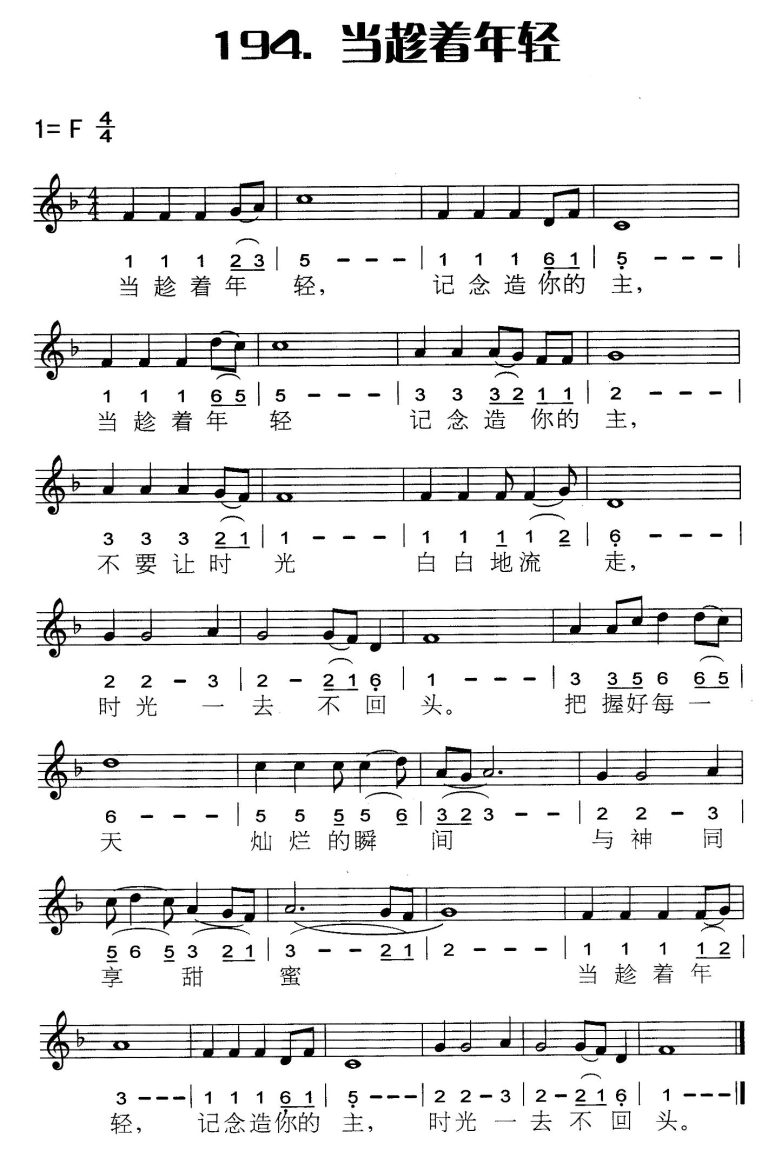 194. 当趁着年轻
1= F 4/4
1 1 1 2 3 | 5 - - - | 1 1 1 6 1 | 5 - - - |
当趁着年 轻， 记念造你的 主，
1 1 1 6 5 | 5 - - - | 3 3 3 2 1 1 | 2 - - - |
当趁着年 轻 记念造你的 主，
3 3 3 2 1 | 1 - - - | 1 1 1 1 2 | 6 - - - |
不要让时 光 白白地流 走，
2 2 - 3 | 2 - 2 1 6 | 1 - - - | 3 3 5 6 6 5 |
时光一 去 不回 头。 把握好每一
6 - - - | 5 5 5 5 6 | 3 2 3 - - | 2 2 - 3 |
天 灿烂的瞬 间 与神 同
5 6 5 3 2 1 | 3 - - 2 1 | 2 - - - | 1 1 1 1 2 |
享 甜 蜜 当趁着年
3 - - - | 1 1 1 6 1 | 5 - - - | 2 2 - 3 | 2 - 2 1 6 | 1 - - - ||
轻， 记念造你的 主， 时光一去不回 头。